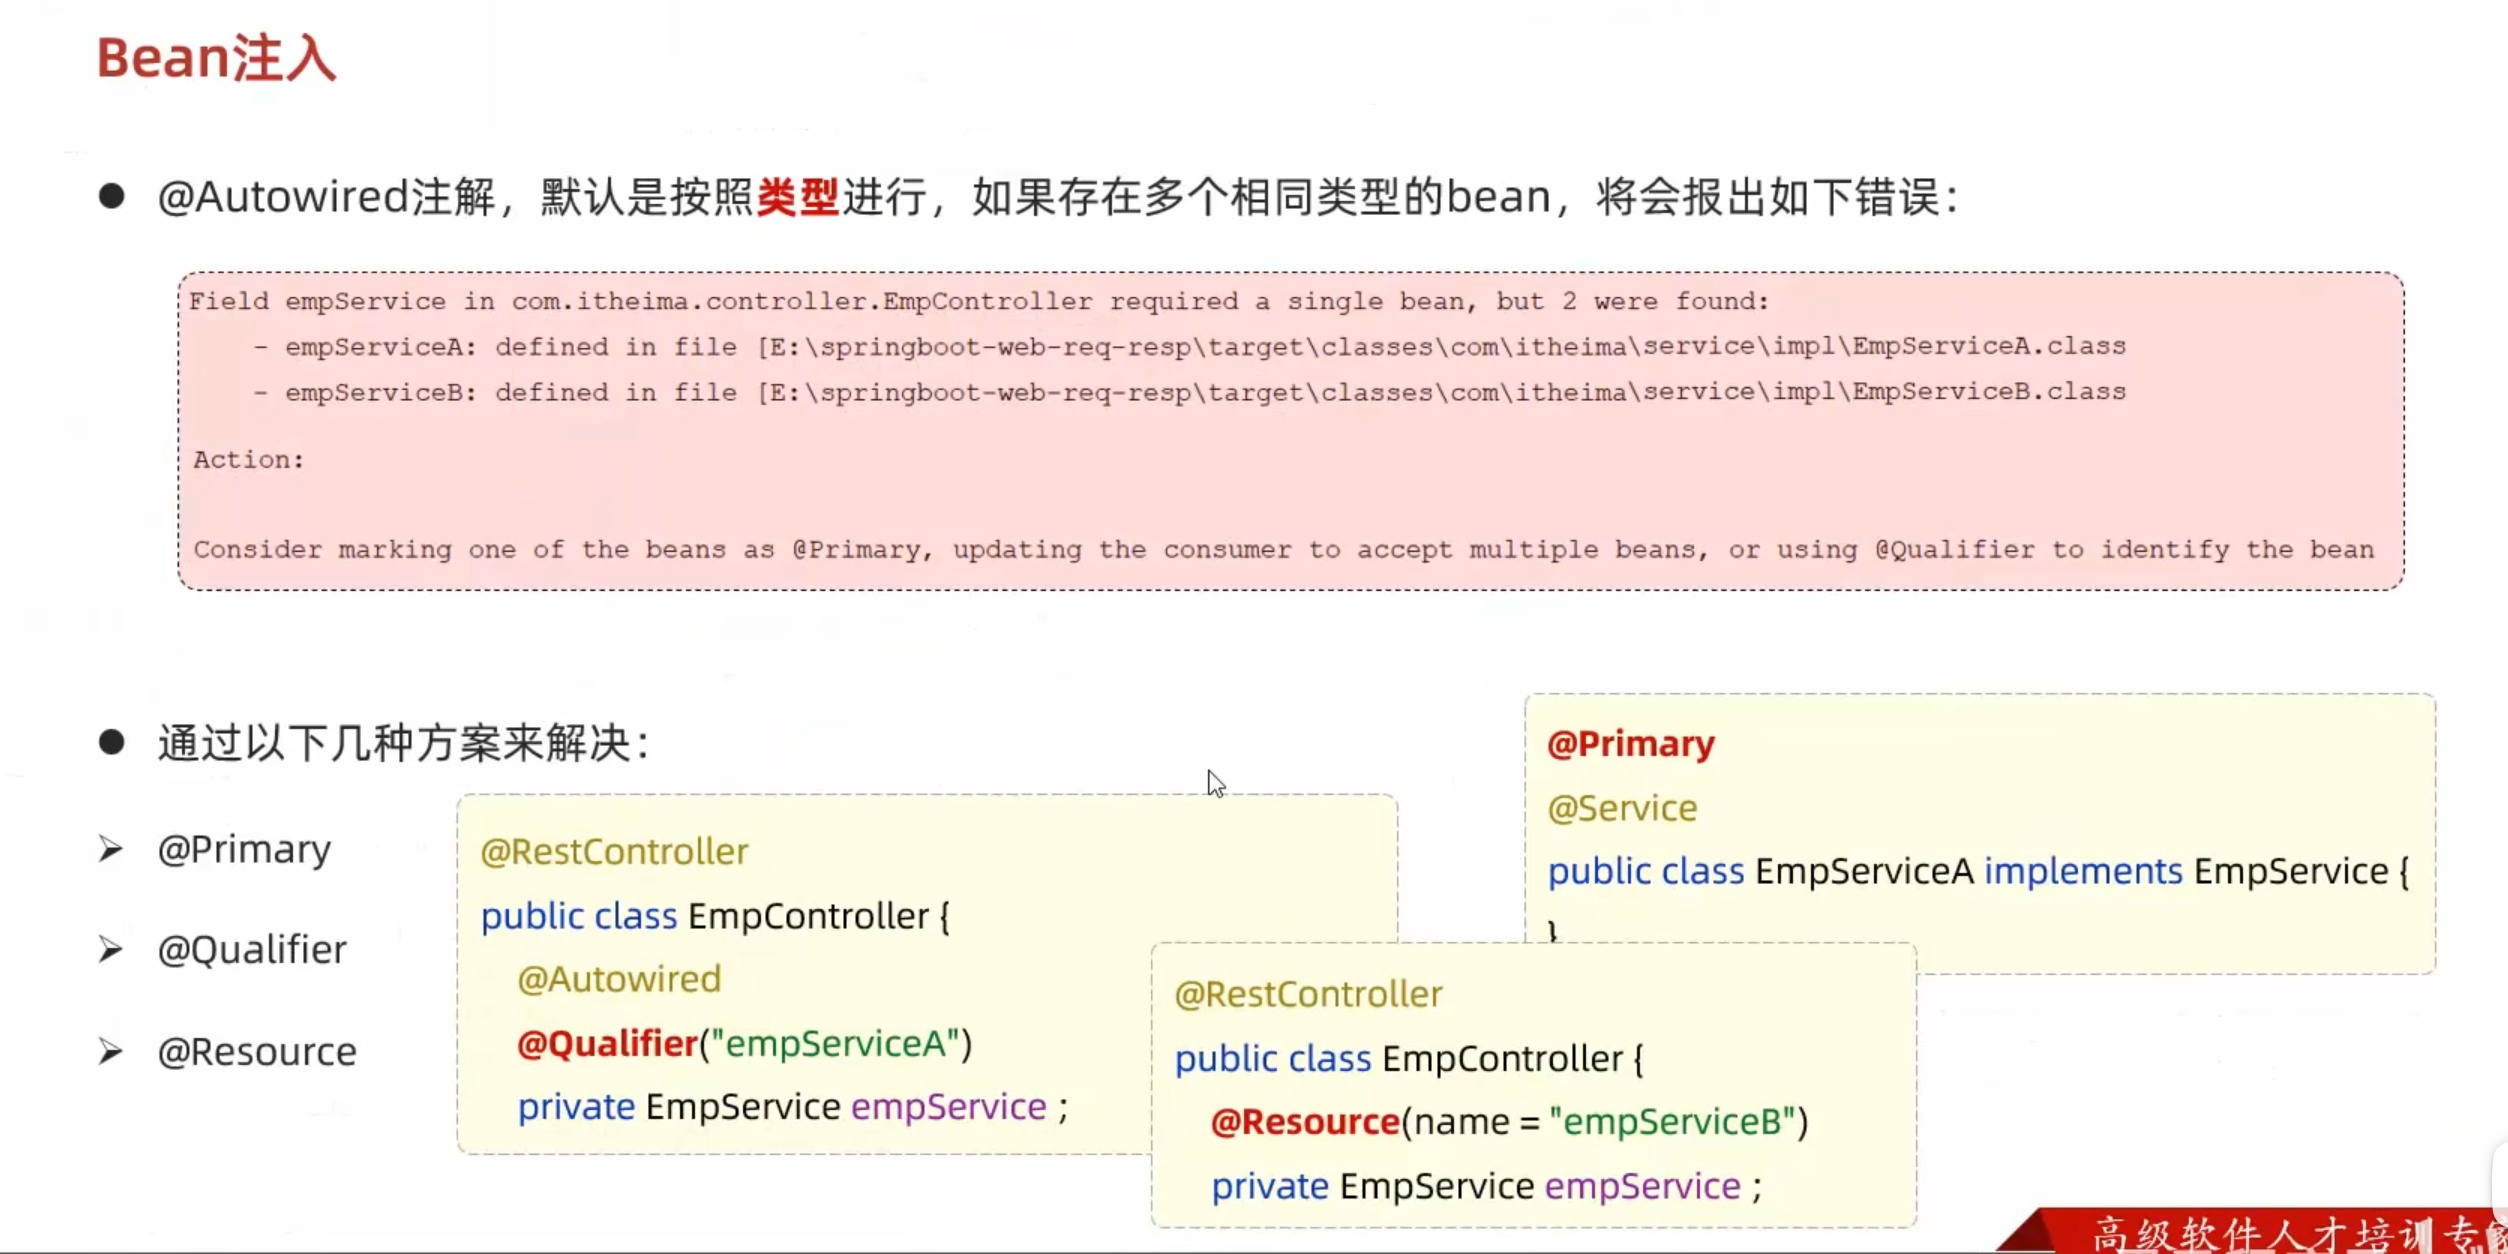 Bean注入
@Autowired注解，默认是按照类型进行，如果存在多个相同类型的bean，将会报出如下错误：
Field empService in com.itheima.controller.EmpController required a single bean, but 2 were found:
- empServiceA: defined in file [E:\springboot-web-req-resp\target\classes\com\itheima\service\impl\EmpServiceA.class
- empServiceB: defined in file [E:\springboot-web-req-resp\target\classes\com\itheima\service\impl\EmpServiceB.class
Action:
Consider marking one of the beans as @Primary, updating the consumer to accept multiple beans, or using @Qualifier to identify the bean
通过以下几种方案来解决：
@Primary
@Qualifier
@Resource
@RestController
public class EmpController {
@Autowired
@Qualifier("empServiceA")
private EmpService empService ;
@Primary
@Service
public class EmpServiceA implements EmpService {
}
@RestController
public class EmpController {
@Resource(name = "empServiceB")
private EmpService empService ;
高级软件人才培训专家